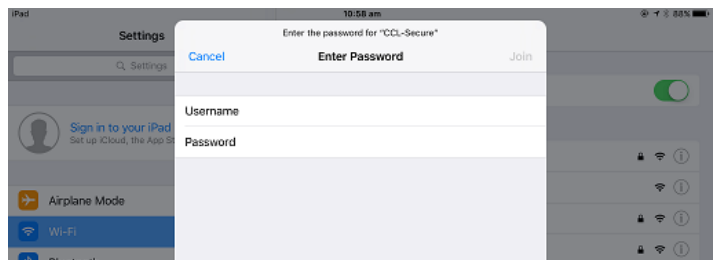 iPad
10:58 am
88%
Enter the password for "CCL-Secure"
Settings
Cancel
Enter Password
Join
Settings
Username
Sign in to your iPad
Set up iCloud, the App St
Password
Airplane Mode
Wi-Fi